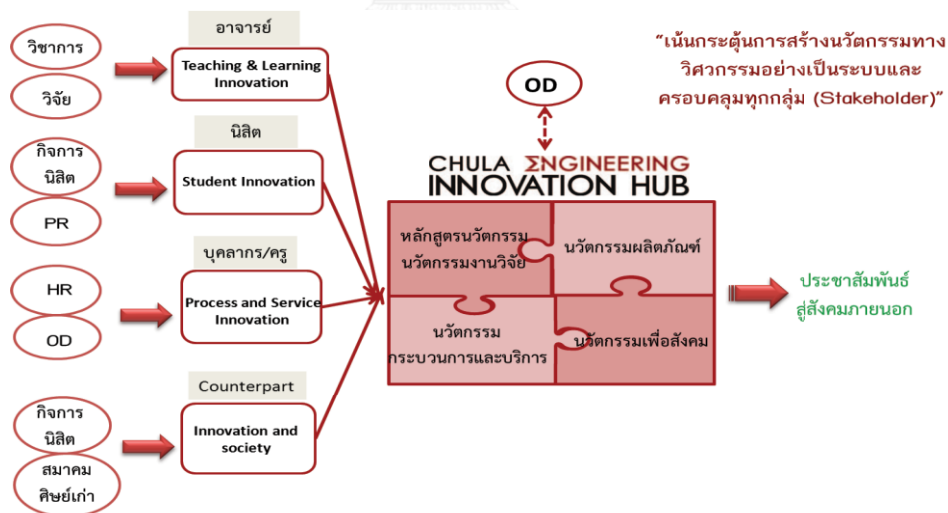 อาจารย์
วิชาการ
วิจัย
Teaching & Learning
Innovation
นิสิต
กิจการ
นิสิต
PR
Student Innovation
บุคลากร/ครู
HR
OD
Process and Service
Innovation
Counterpart
กิจการ
นิสิต
สมาคม
ศิษย์เก่า
Innovation and
society
OD
CHULA ΣNGINEERING
INNOVATION HUB
หลักสูตรนวัตกรรม
นวัตกรรมงานวิจัย
นวัตกรรมผลิตภัณฑ์
นวัตกรรม
กระบวนการและบริการ
นวัตกรรมเพื่อสังคม
"เน้นกระตุ้นการสร้างนวัตกรรมทาง
วิศวกรรมอย่างเป็นระบบและ
ครอบคลุมทุกกลุ่ม (Stakeholder)"
ประชาสัมพันธ์
สู่สังคมภายนอก